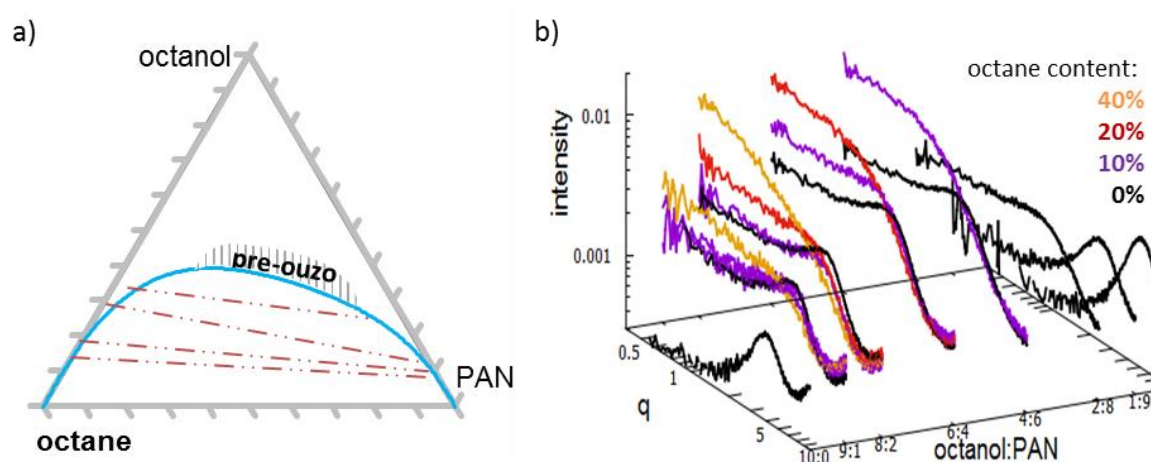 a)
octanol
pre-ouzo
PAN
octane
b)
octane content:
40%
20%
10%
0%
intensity
0.01
0.001
0.5
1
5
q
10:0
9:1
8:2
6:4
4:6
2:8
1:9
octanol:PAN